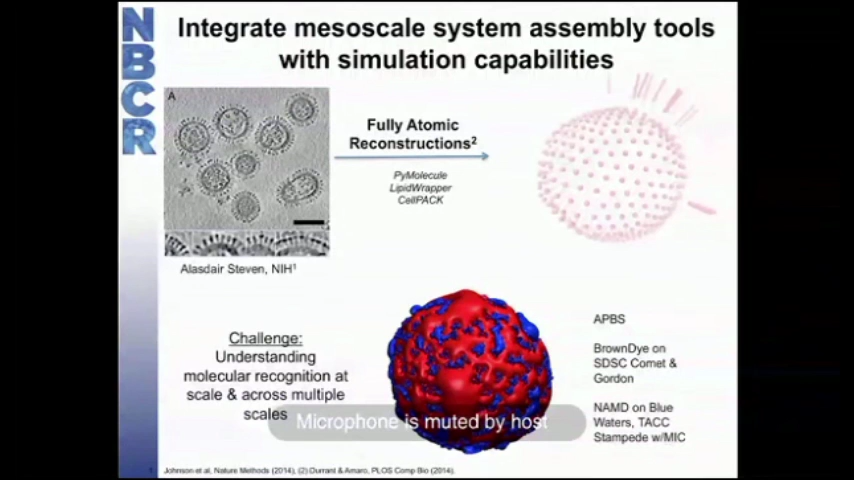 NBCR
Integrate mesoscale system assembly tools
with simulation capabilities
A
Fully Atomic
Reconstructions²
PyMolecule
LipidWrapper
CellPACK
Alasdair Steven, NIH¹
Challenge:
Understanding
molecular recognition at
scale & across multiple
scales
APBS
BrownDye on
SDSC Comet &
Gordon
NAMD on Blue
Waters, TACC
Stampede w/MIC
Microphone is muted by host
Johnson et al, Nature Methods (2014), (2) Durrant & Amaro, PLOS Comp Bio (2014).